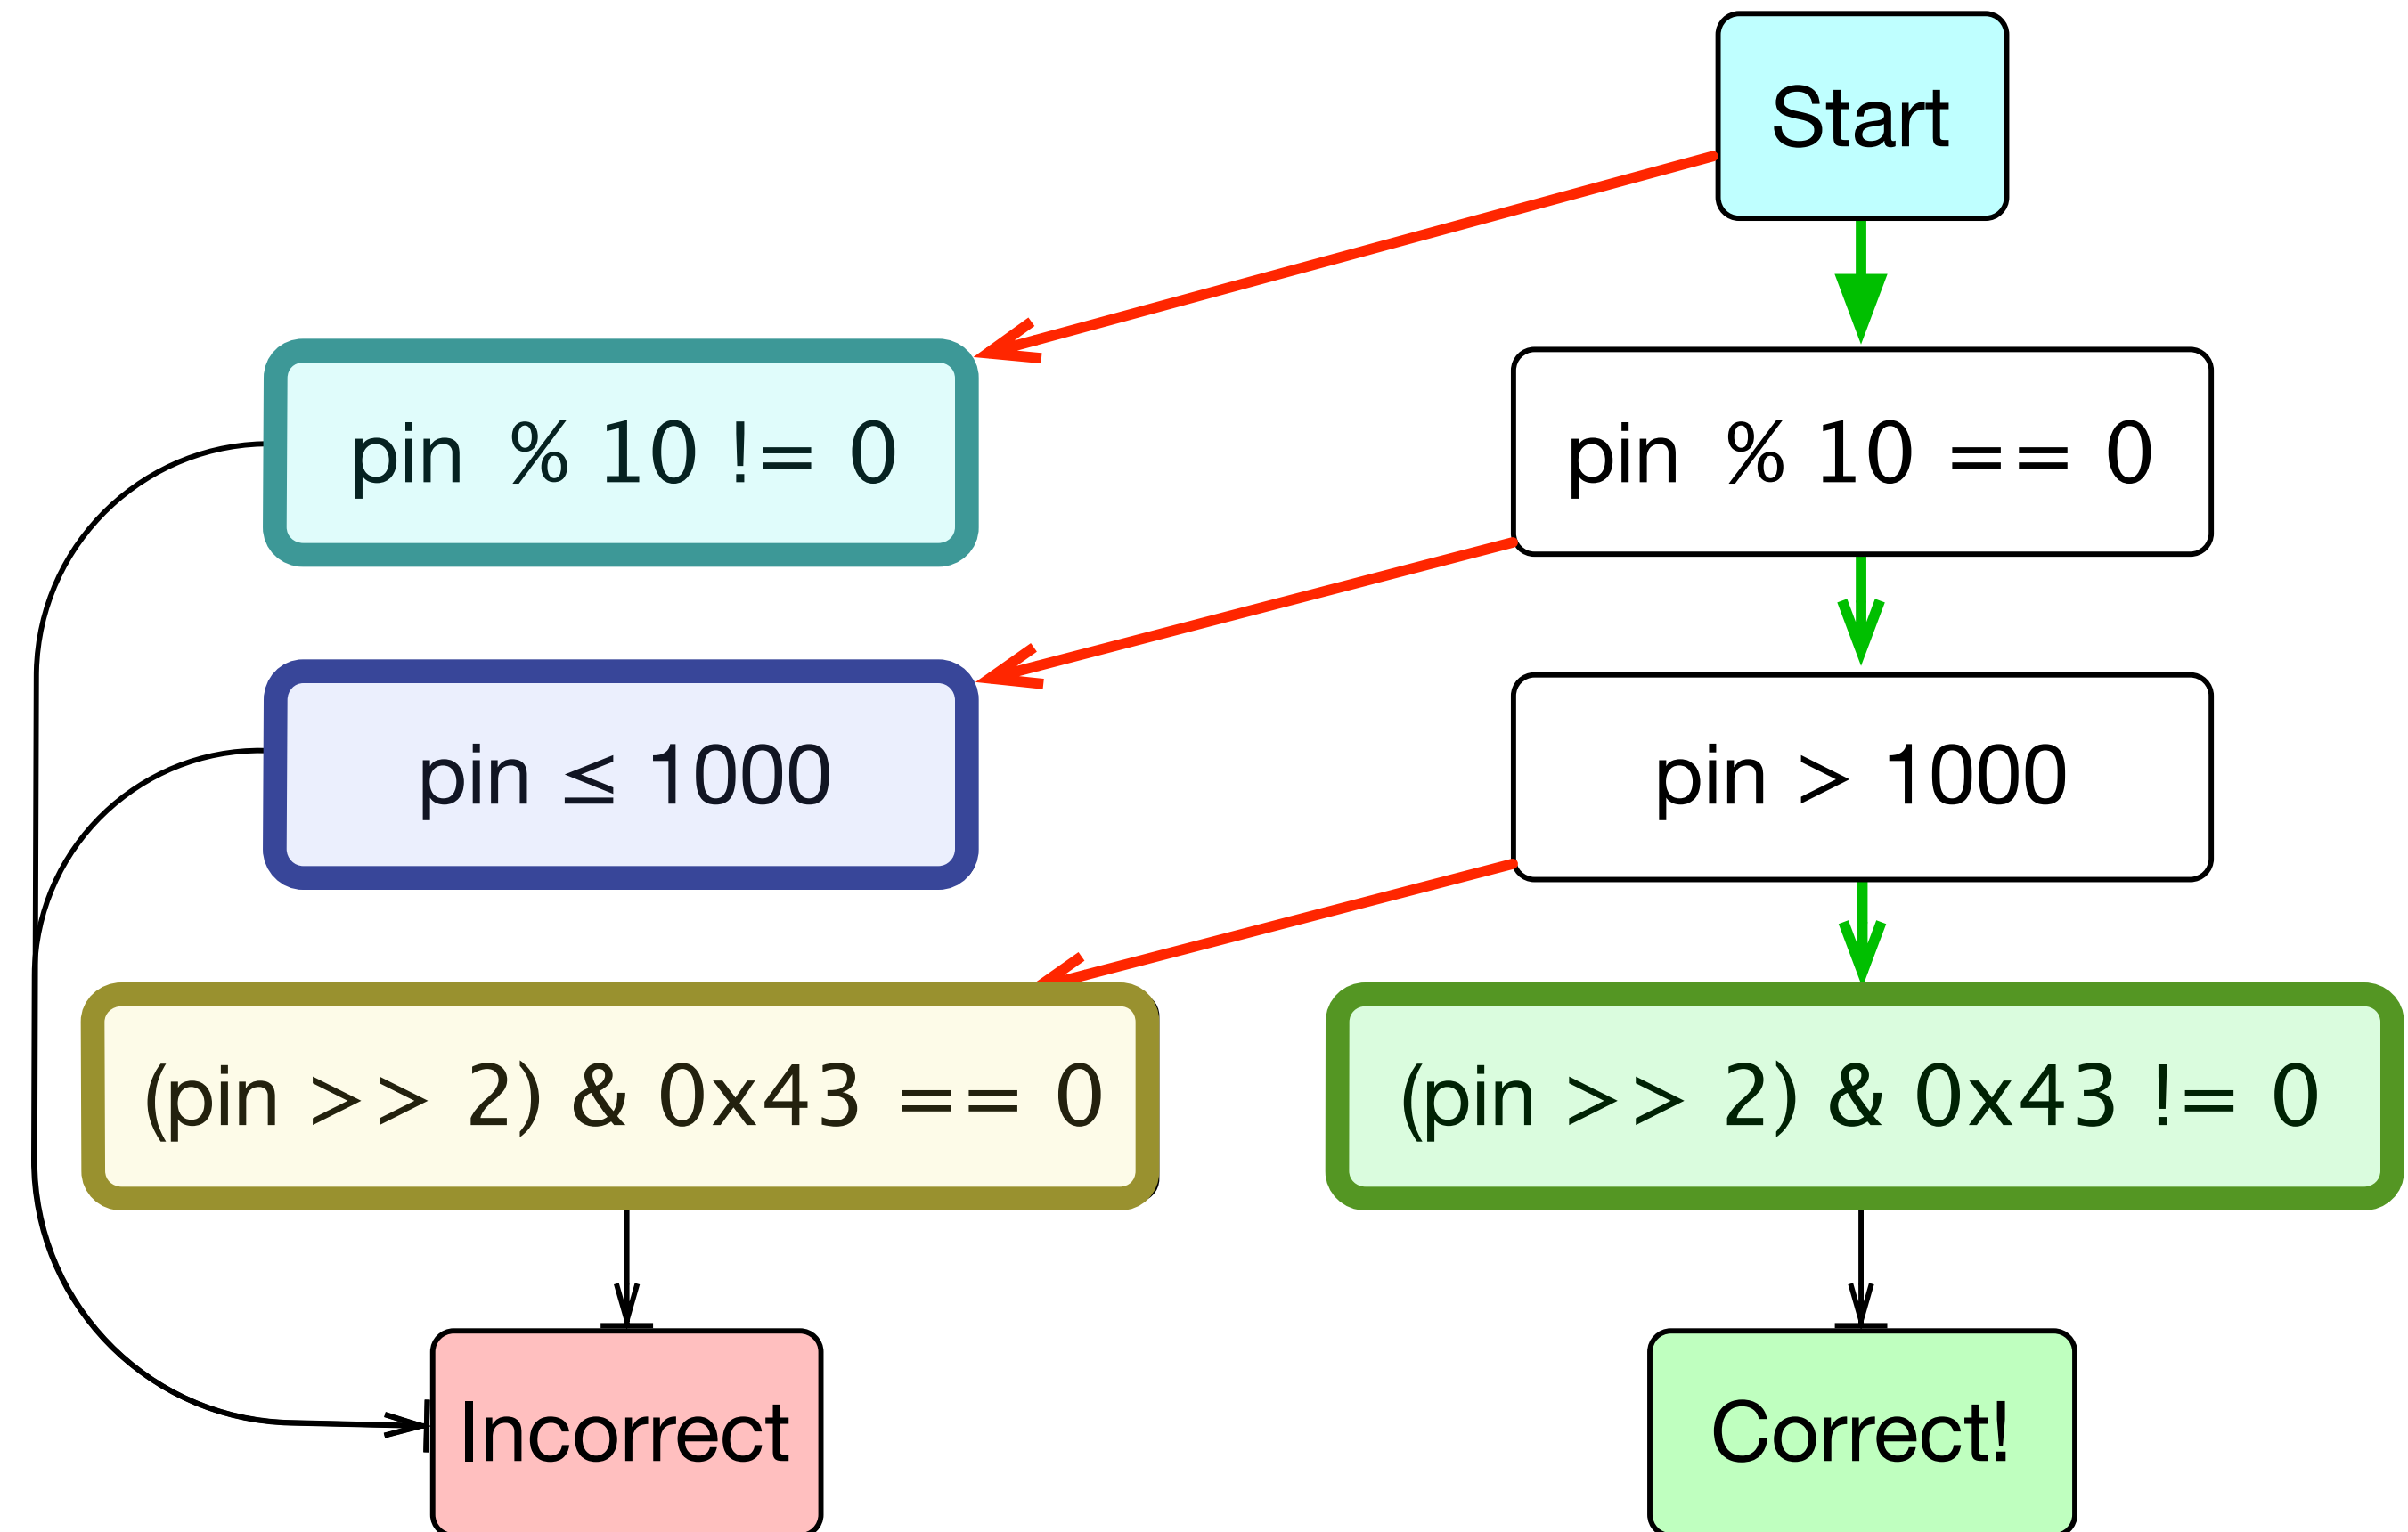 Start
pin % 10 != 0
pin % 10 == 0
pin ≤ 1000
pin > 1000
(pin >> 2) & 0x43 == 0
(pin >> 2) & 0x43 != 0
Incorrect
Correct!